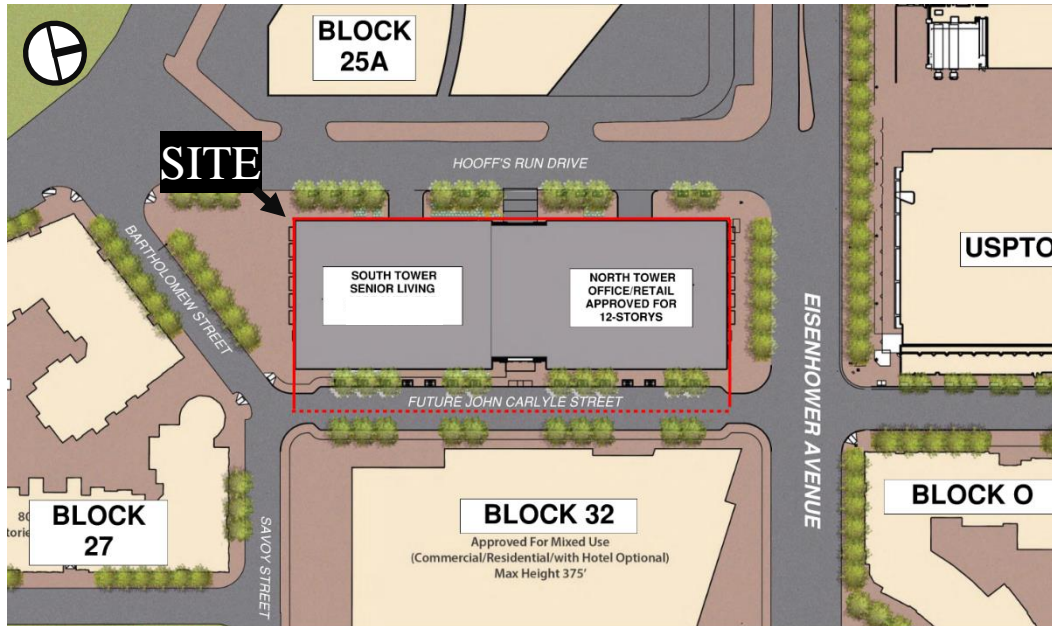 BLOCK
25A
SITE
HOOFF'S RUN DRIVE
BARTHOLOMEW STREET
SOUTH TOWER
SENIOR LIVING
NORTH TOWER
OFFICE/RETAIL
APPROVED FOR
12-STORYS
USPTO
EISENHOWER AVENUE
FUTURE JOHN CARLYLE STREET
BLOCK
27
80
torie
SAVOY STREET
BLOCK 32
Approved For Mixed Use
(Commercial/Residential/with Hotel Optional)
Max Height 375'
BLOCK O